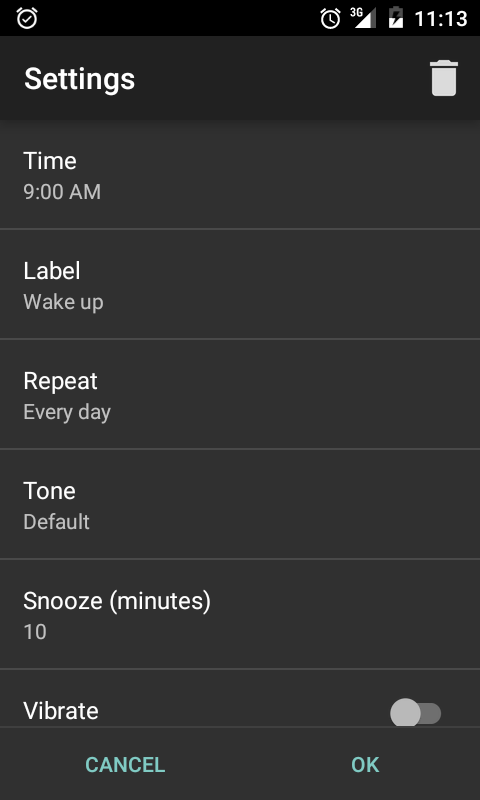 3G 11:13
Settings
Time
9:00 AM
Label
Wake up
Repeat
Every day
Tone
Default
Snooze (minutes)
10
Vibrate
CANCEL OK